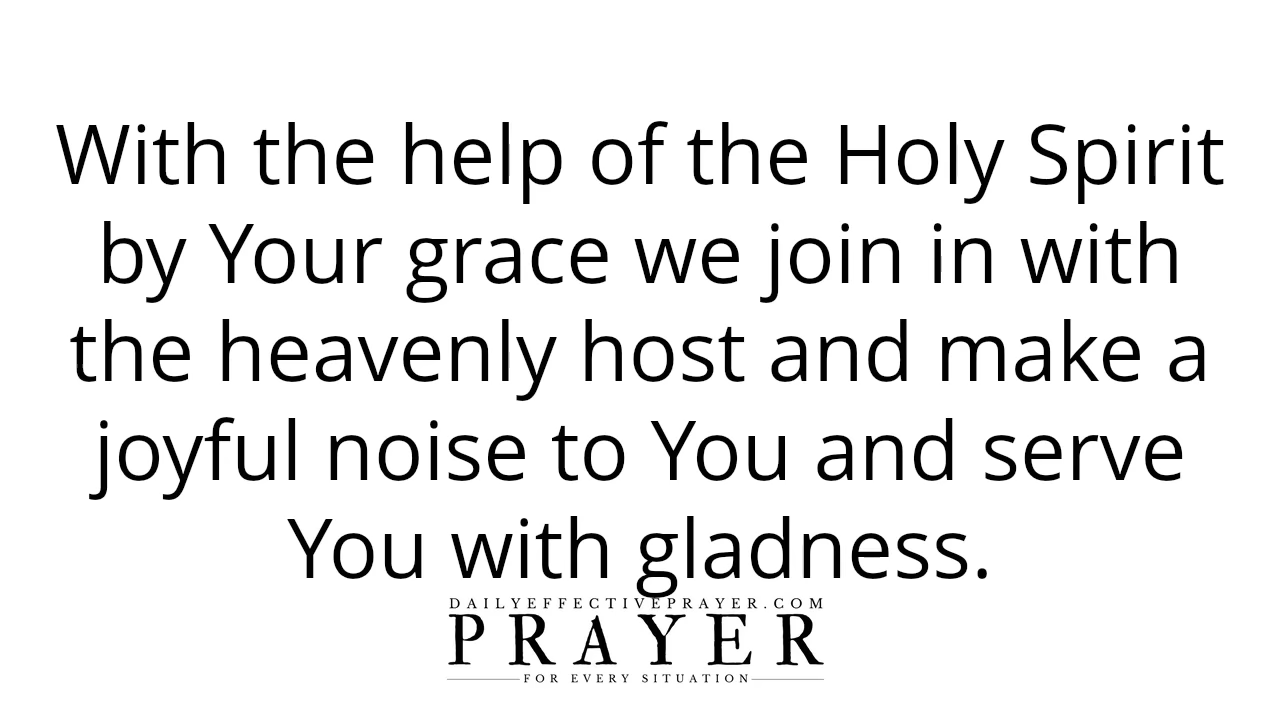 With the help of the Holy Spirit
by Your grace we join in with
the heavenly host and make a
joyful noise to You and serve
You with gladness.
DAILYEFFECTIVEPRAYER.COM
PRAYER
FOR EVERY SITUATION